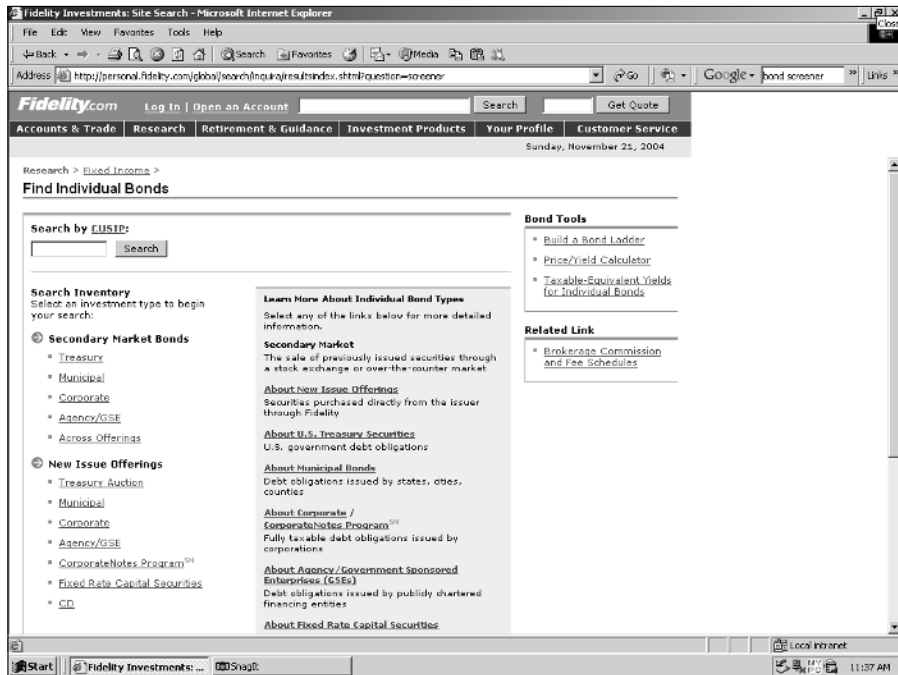 Fidelity Investments: Site Search - Microsoft Internet Explorer
Close
File Edit View Favorites Tools Help
Back Search Favorites Media
Address http://personal.fidelity.com/global/search/inquira/resultsindex.shtml?question=screener Go Google bond screener » Links »
Fidelity.com Log In | Open an Account Search Get Quote
Accounts & Trade Research Retirement & Guidance Investment Products Your Profile Customer Service
Sunday, November 21, 2004
Research > Fixed Income >
Find Individual Bonds
Search by CUSIP:
Search
Search Inventory
Select an investment type to begin
your search:
Secondary Market Bonds
Treasury
Municipal
Corporate
Agency/GSE
Across Offerings
New Issue Offerings
Treasury Auction
Municipal
Corporate
Agency/GSE
CorporateNotes Program SM
Fixed Rate Capital Securities
CD
Learn More About Individual Bond Types
Select any of the links below for more detailed
information.
Secondary Market
The sale of previously issued securities through
a stock exchange or over-the-counter market
About New Issue Offerings
Securities purchased directly from the issuer
through Fidelity
About U.S. Treasury Securities
U.S. government debt obligations
About Municipal Bonds
Debt obligations issued by states, cities,
counties
About Corporate /
CorporateNotes Program SM
Fully taxable debt obligations issued by
corporations
About Agency/Government Sponsored
Enterprises (GSEs)
Debt obligations issued by publicly chartered
financing entities
About Fixed Rate Capital Securities
Bond Tools
Build a Bond Ladder
Price/Yield Calculator
Taxable-Equivalent Yields
for Individual Bonds
Related Link
Brokerage Commission
and Fee Schedules
Local intranet
Start Fidelity Investments: ... SnagIt 11:37 AM